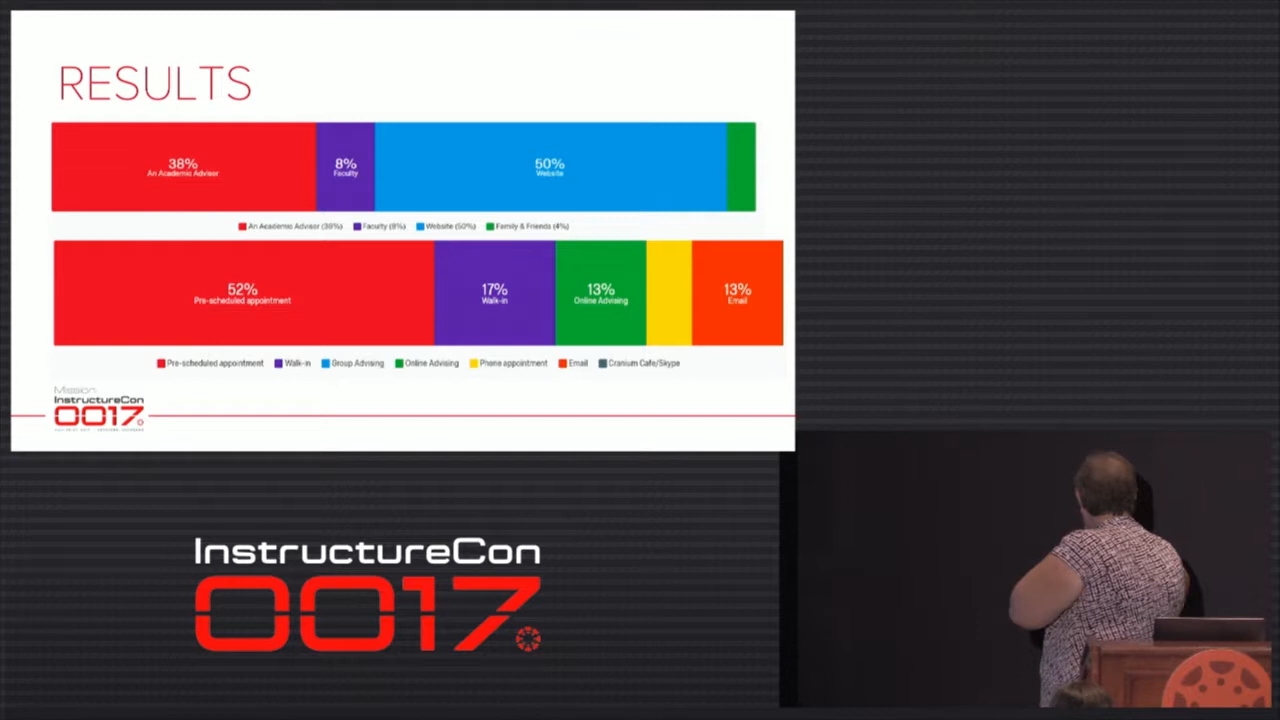 RESULTS
38%
An Academic Advisor
8%
Faculty
50%
Website
An Academic Advisor (38%) Faculty (8%) Website (50%) Family & Friends (4%)
52%
Pre-scheduled appointment
17%
Walk-in
13%
Online Advising
13%
Email
Pre-scheduled appointment Walk-in Group Advising Online Advising Phone appointment Email Cranium Cafe/Skype
Mission:
InstructureCon
0017
InstructureCon
0017